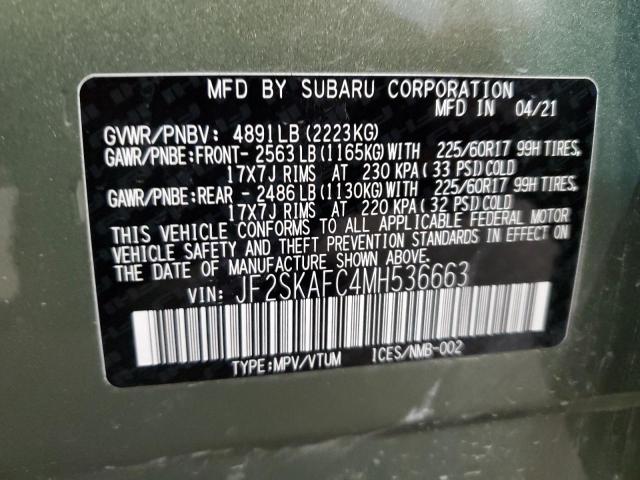 MFD BY SUBARU CORPORATION
MFD IN 04/21
GVWR/PNBV: 4891LB(2223KG)
GAWR/PNBE:FRONT- 2563LB(1165KG)WITH 225/60R17 99H TIRES,
17X7J RIMS AT 230 KPA(33 PSI)COLD
GAWR/PNBE:REAR - 2486LB(1130KG)WITH 225/60R17 99H TIRES,
17X7J RIMS AT 220 KPA(32 PSI)COLD
THIS VEHICLE CONFORMS TO ALL APPLICABLE FEDERAL MOTOR
VEHICLE SAFETY AND THEFT PREVENTION STANDARDS IN EFFECT ON
THE DATE OF MANUFACTURE SHOWN ABOVE.
VIN: JF2SKAFC4MH536663
TYPE:MPV/VTUM ICES/NMB-002